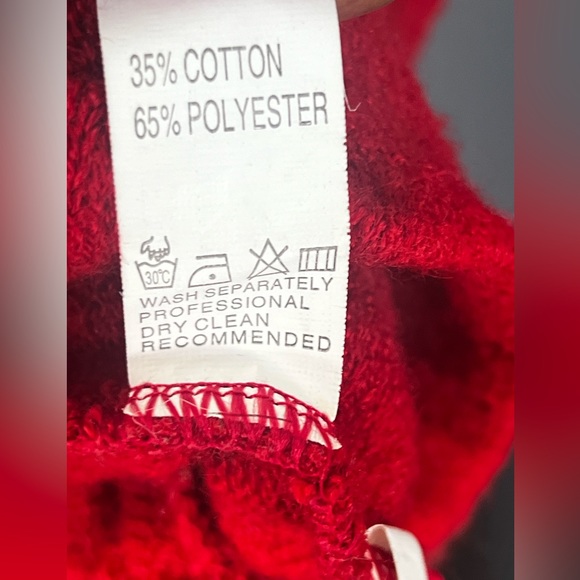 35% COTTON
65% POLYESTER
30°C
WASH SEPARATELY
PROFESSIONAL
DRY CLEAN
RECOMMENDED